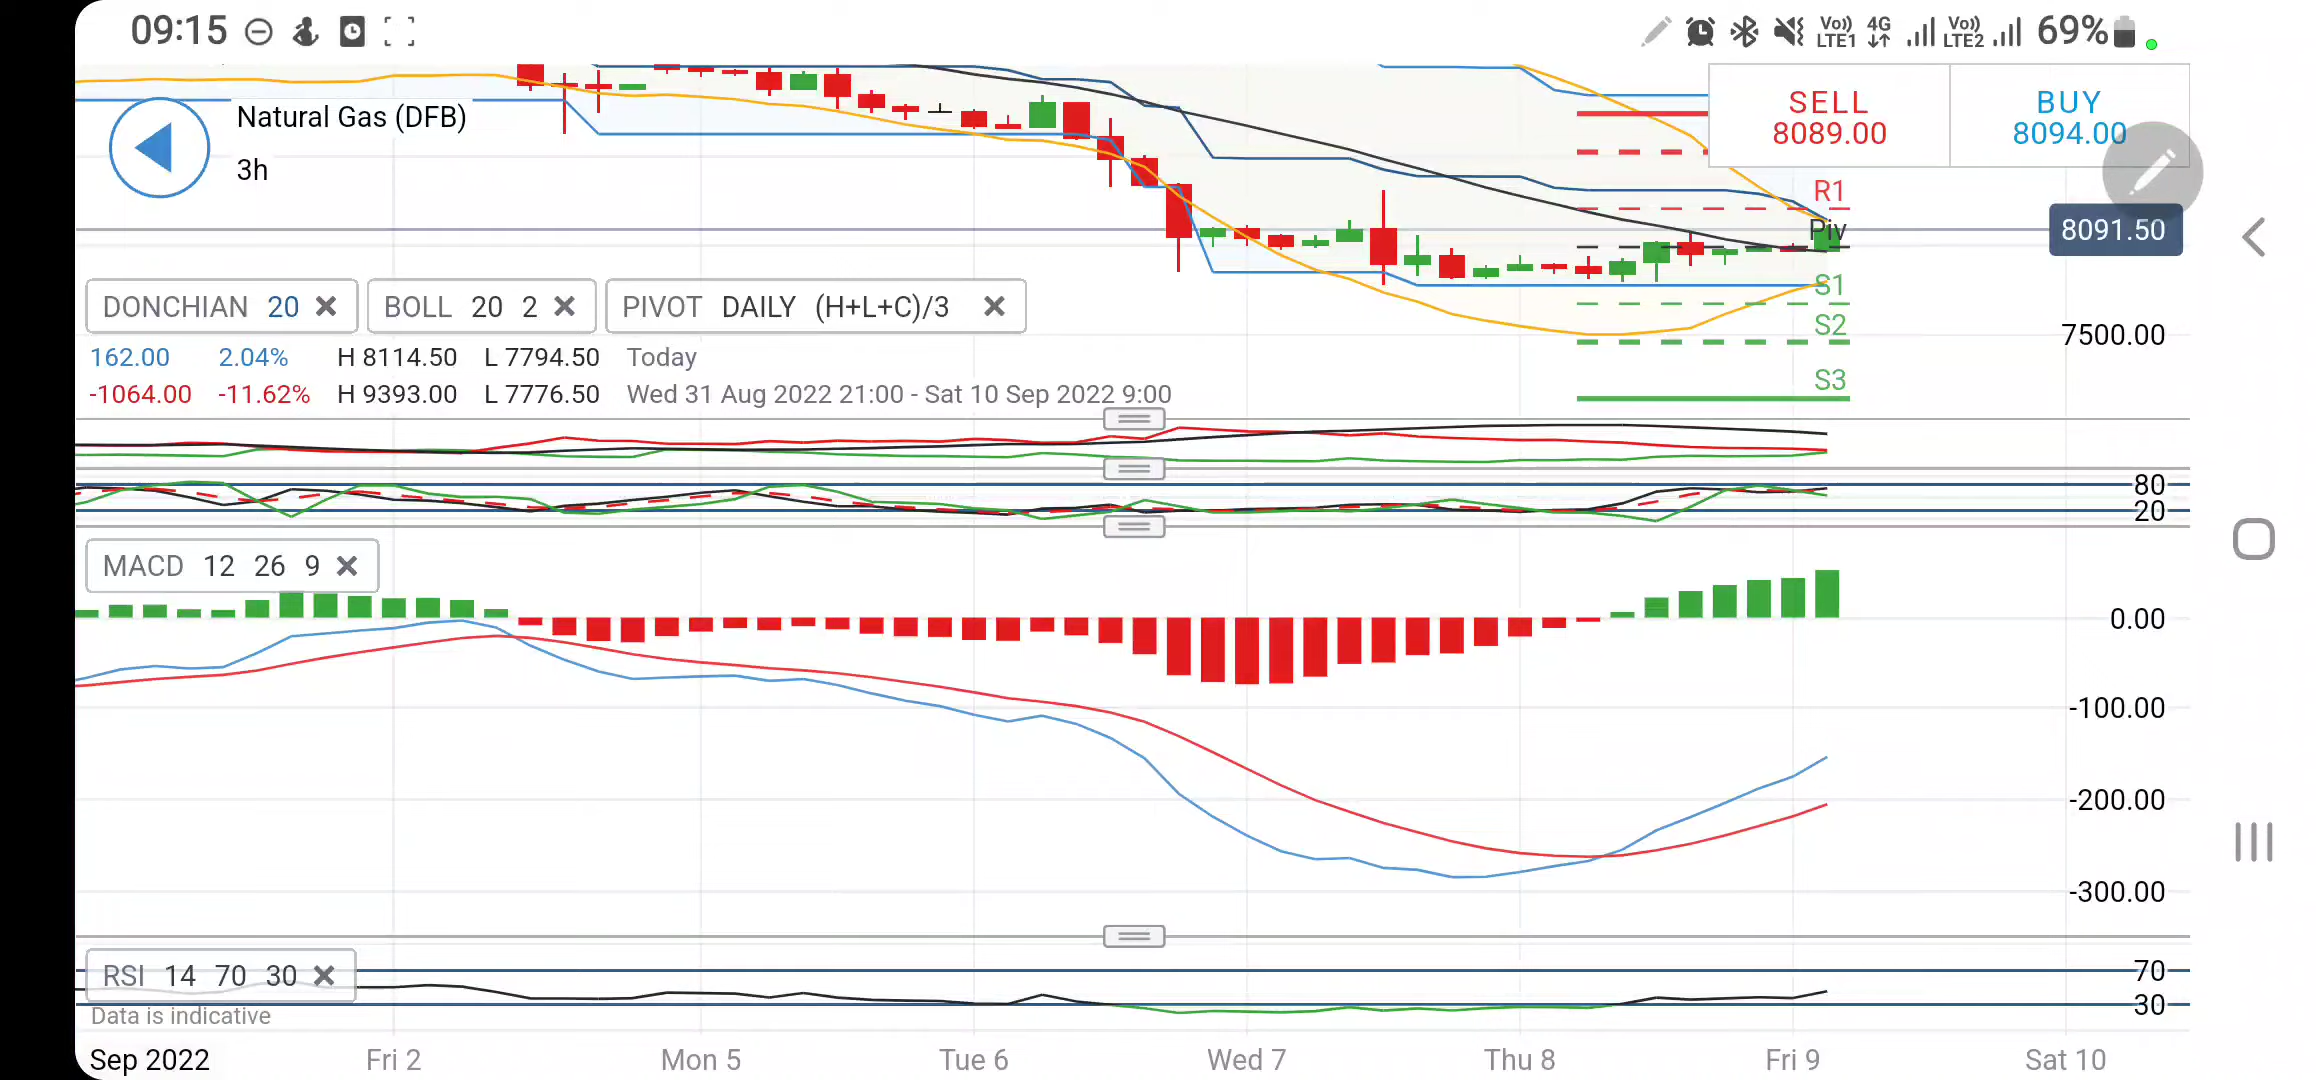 09:15
Vo)) LTE1 4G Vo)) LTE2 69%
Natural Gas (DFB)
3h
SELL
8089.00
BUY
8094.00
R1
Piv
8091.50
S1
S2
S3
7500.00
DONCHIAN 20
BOLL 20 2
PIVOT DAILY (H+L+C)/3
162.00 2.04% H 8114.50 L 7794.50 Today
-1064.00 -11.62% H 9393.00 L 7776.50 Wed 31 Aug 2022 21:00 - Sat 10 Sep 2022 9:00
80
20
MACD 12 26 9
0.00
-100.00
-200.00
-300.00
RSI 14 70 30
70
30
Data is indicative
Sep 2022 Fri 2 Mon 5 Tue 6 Wed 7 Thu 8 Fri 9 Sat 10